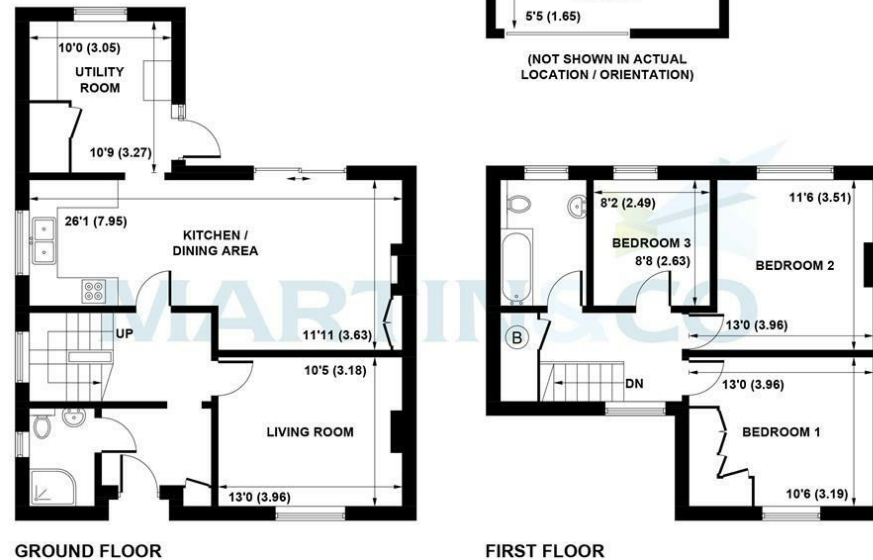 5'5 (1.65)
(NOT SHOWN IN ACTUAL
LOCATION / ORIENTATION)
10'0 (3.05)
UTILITY
ROOM
10'9 (3.27)
26'1 (7.95)
KITCHEN /
DINING AREA
11'11 (3.63)
UP
10'5 (3.18)
LIVING ROOM
13'0 (3.96)
GROUND FLOOR
8'2 (2.49)
BEDROOM 3
8'8 (2.63)
11'6 (3.51)
BEDROOM 2
13'0 (3.96)
B
DN
13'0 (3.96)
BEDROOM 1
10'6 (3.19)
FIRST FLOOR
MARTIN&CO